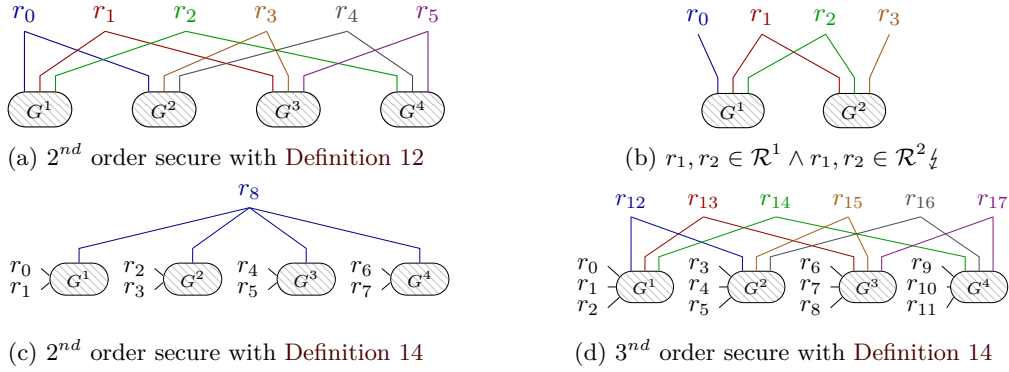 r₀ r₁ r₂ r₃ r₄ r₅
G¹ G² G³ G⁴
(a) 2ⁿᵈ order secure with Definition 12
r₀ r₁ r₂ r₃
G¹ G²
(b) r₁, r₂ ∈ ℛ¹ ∧ r₁, r₂ ∈ ℛ² ↯
r₈
r₀ r₂ r₄ r₆
G¹ G² G³ G⁴
r₁ r₃ r₅ r₇
(c) 2ⁿᵈ order secure with Definition 14
r₁₂ r₁₃ r₁₄ r₁₅ r₁₆ r₁₇
r₀ r₃ r₆ r₉
r₁ G¹ r₄ G² r₇ G³ r₁₀ G⁴
r₂ r₅ r₈ r₁₁
(d) 3ⁿᵈ order secure with Definition 14